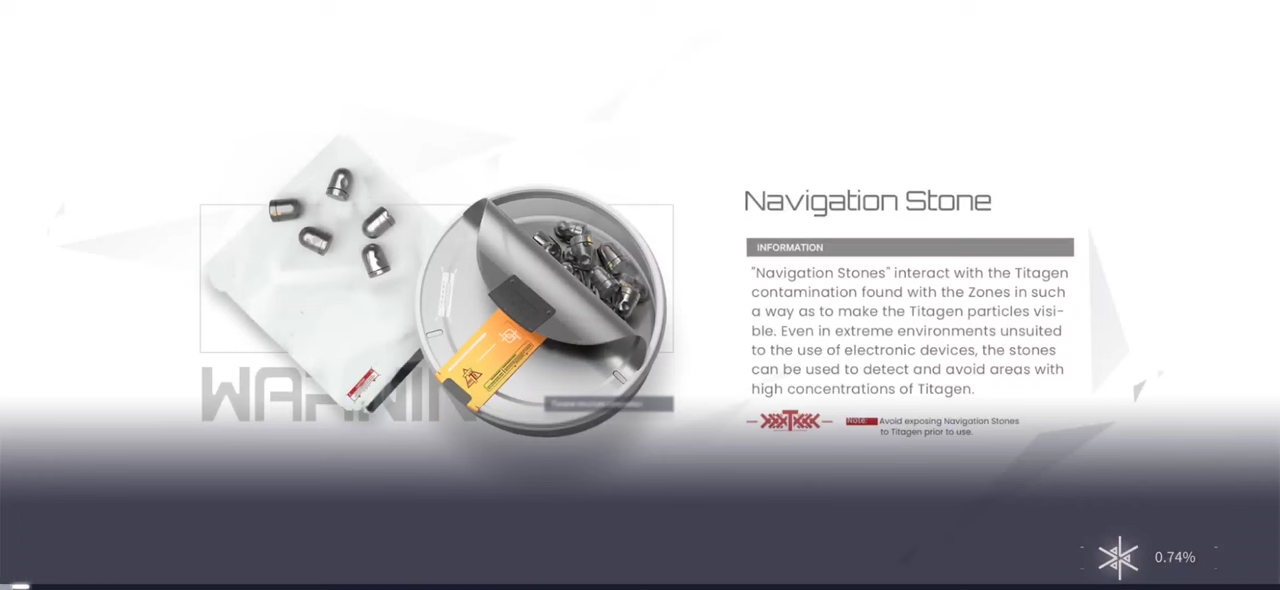 Navigation Stone
INFORMATION
"Navigation Stones" interact with the Titagen
contamination found with the Zones in such
a way as to make the Titagen particles visi-
ble. Even in extreme environments unsuited
to the use of electronic devices, the stones
can be used to detect and avoid areas with
high concentrations of Titagen.
Note: Avoid exposing Navigation Stones
to Titagen prior to use.
0.74%